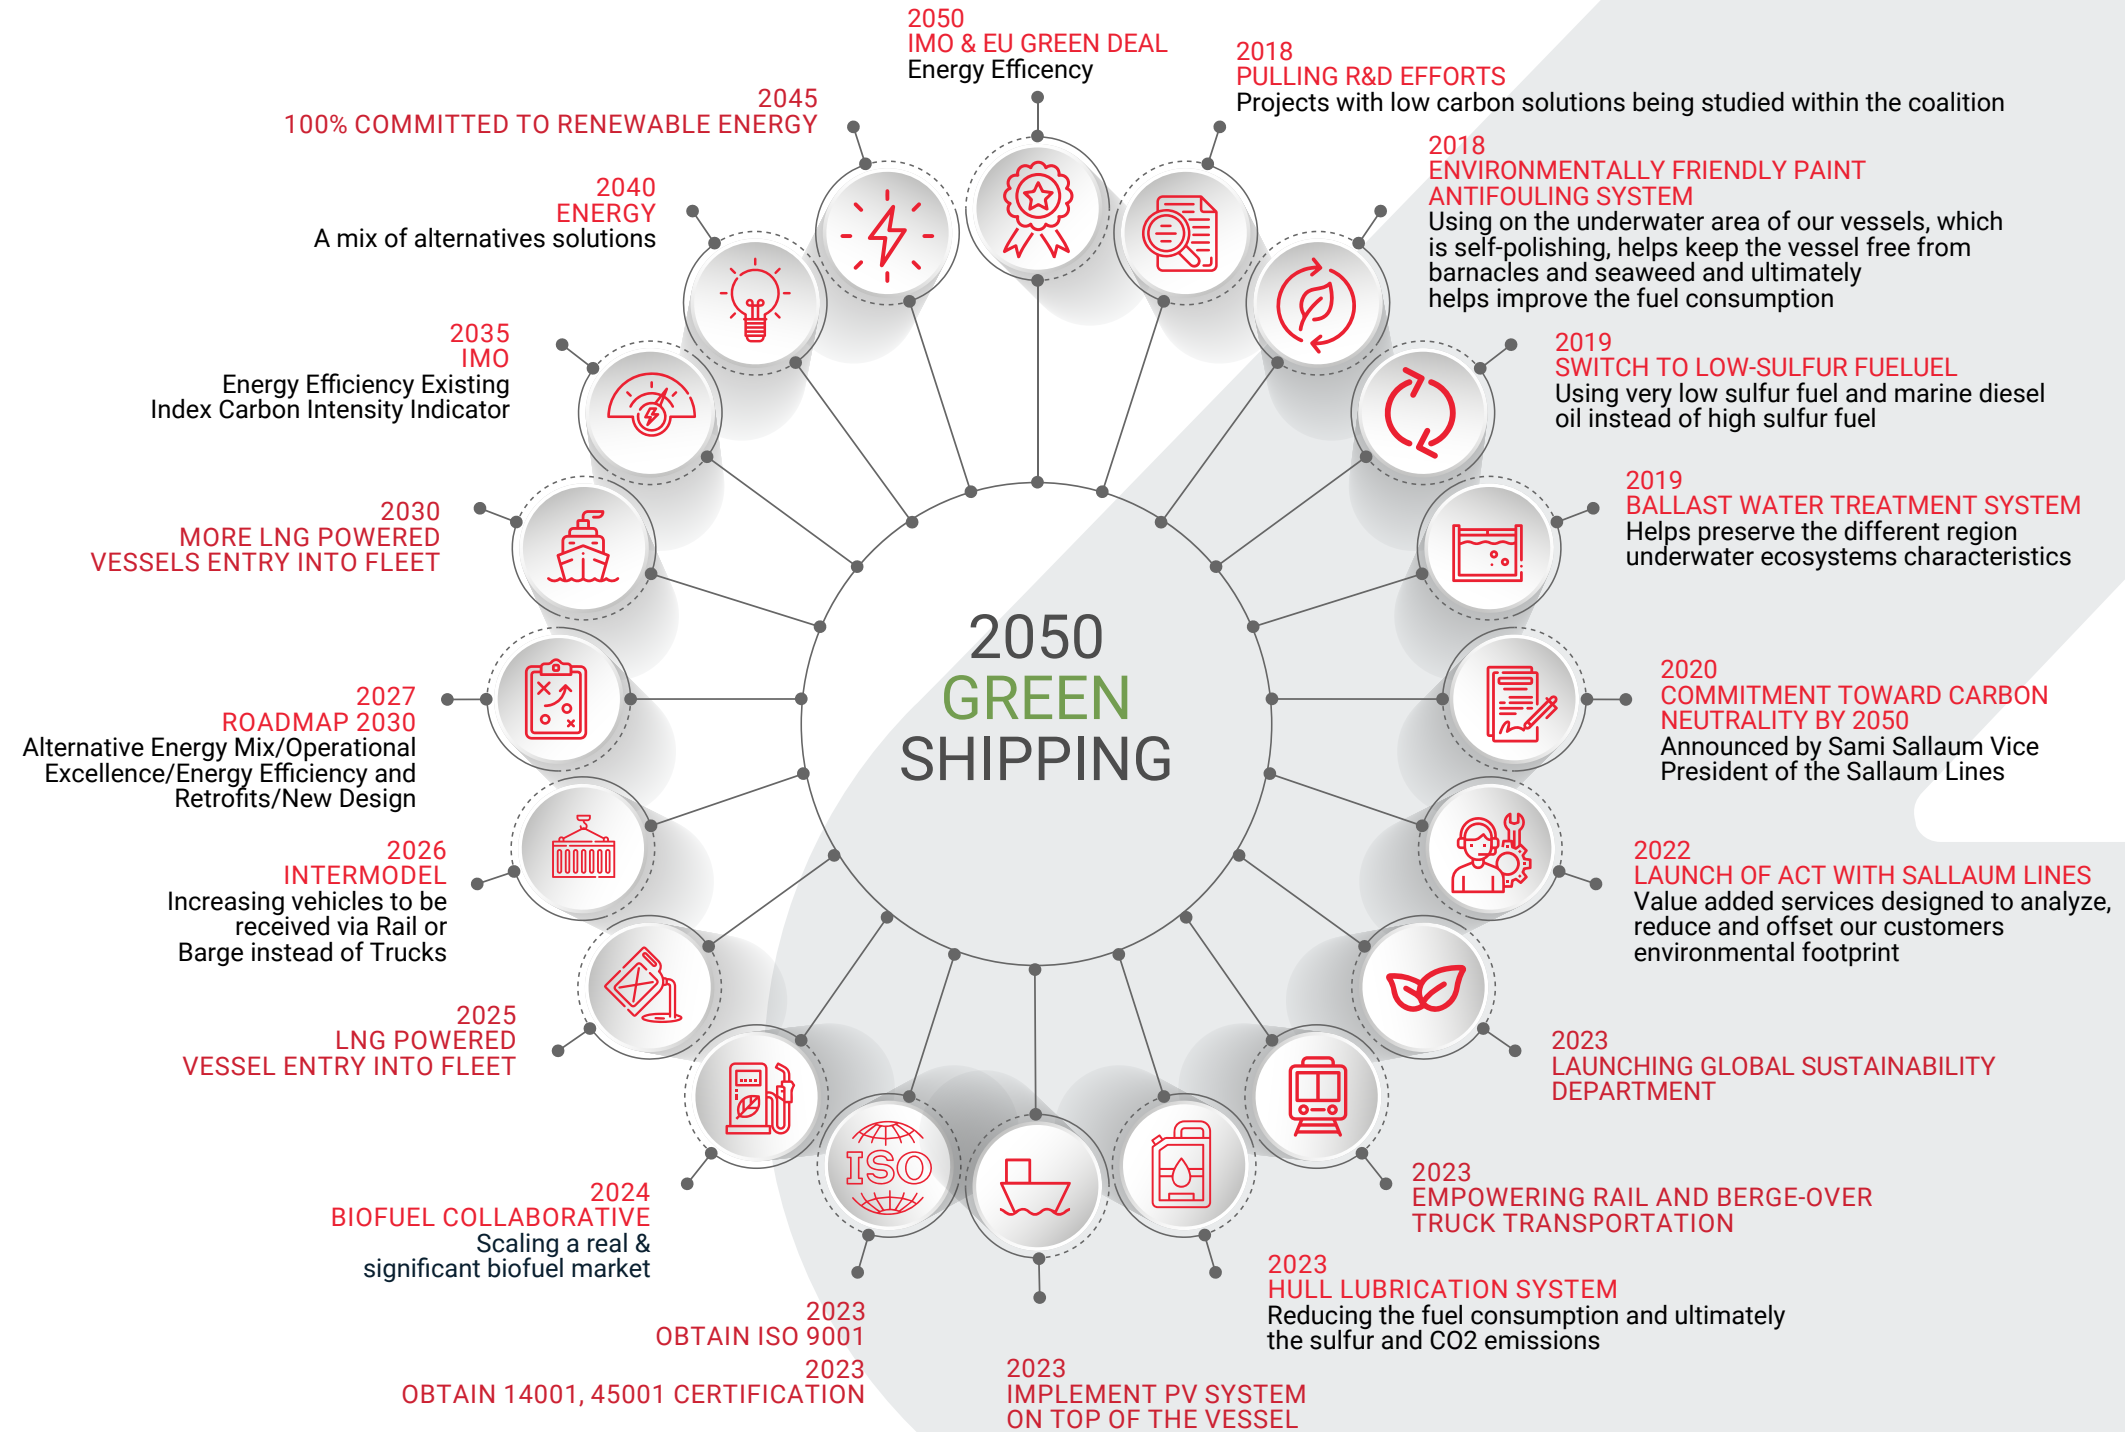 2050
IMO & EU GREEN DEAL
Energy Efficency
2018
PULLING R&D EFFORTS
Projects with low carbon solutions being studied within the coalition
2018
ENVIRONMENTALLY FRIENDLY PAINT
ANTIFOULING SYSTEM
Using on the underwater area of our vessels, which
is self-polishing, helps keep the vessel free from
barnacles and seaweed and ultimately
helps improve the fuel consumption
2019
SWITCH TO LOW-SULFUR FUELUEL
Using very low sulfur fuel and marine diesel
oil instead of high sulfur fuel
2019
BALLAST WATER TREATMENT SYSTEM
Helps preserve the different region
underwater ecosystems characteristics
2020
COMMITMENT TOWARD CARBON
NEUTRALITY BY 2050
Announced by Sami Sallaum Vice
President of the Sallaum Lines
2022
LAUNCH OF ACT WITH SALLAUM LINES
Value added services designed to analyze,
reduce and offset our customers
environmental footprint
2023
LAUNCHING GLOBAL SUSTAINABILITY
DEPARTMENT
2023
EMPOWERING RAIL AND BERGE-OVER
TRUCK TRANSPORTATION
2023
HULL LUBRICATION SYSTEM
Reducing the fuel consumption and ultimately
the sulfur and CO2 emissions
2023
IMPLEMENT PV SYSTEM
ON TOP OF THE VESSEL
2023
OBTAIN ISO 9001
2023
OBTAIN 14001, 45001 CERTIFICATION
ISO
2024
BIOFUEL COLLABORATIVE
Scaling a real &
significant biofuel market
2025
LNG POWERED
VESSEL ENTRY INTO FLEET
2026
INTERMODEL
Increasing vehicles to be
received via Rail or
Barge instead of Trucks
2027
ROADMAP 2030
Alternative Energy Mix/Operational
Excellence/Energy Efficiency and
Retrofits/New Design
2030
MORE LNG POWERED
VESSELS ENTRY INTO FLEET
2035
IMO
Energy Efficiency Existing
Index Carbon Intensity Indicator
2040
ENERGY
A mix of alternatives solutions
2045
100% COMMITTED TO RENEWABLE ENERGY
2050
GREEN
SHIPPING